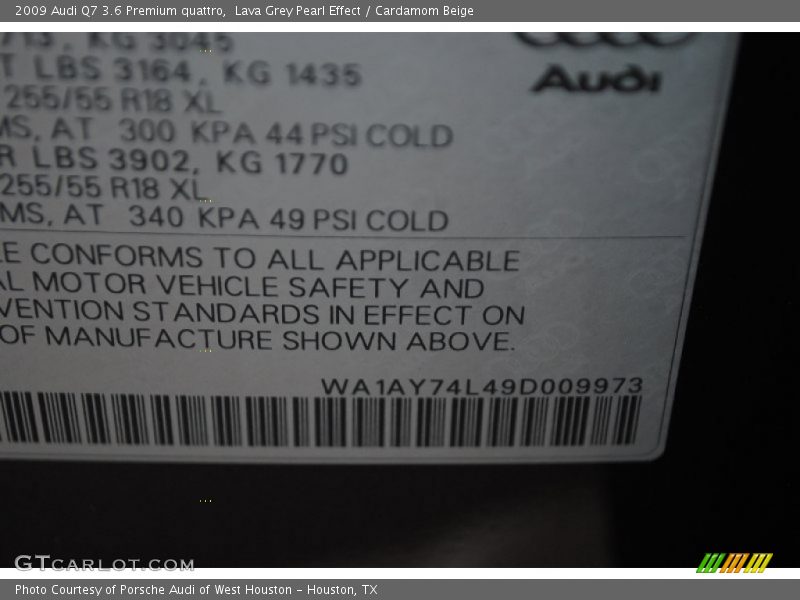 2009 Audi Q7 3.6 Premium quattro, Lava Grey Pearl Effect / Cardamom Beige
KG 3045
T LBS 3164, KG 1435
255/55 R18 XL
MS, AT 300 KPA 44 PSI COLD
R LBS 3902, KG 1770
255/55 R18 XL
MS, AT 340 KPA 49 PSI COLD
Audi
LE CONFORMS TO ALL APPLICABLE
AL MOTOR VEHICLE SAFETY AND
VENTION STANDARDS IN EFFECT ON
OF MANUFACTURE SHOWN ABOVE.
WA1AY74L49D009973
GTCARLOT.COM
Photo Courtesy of Porsche Audi of West Houston - Houston, TX